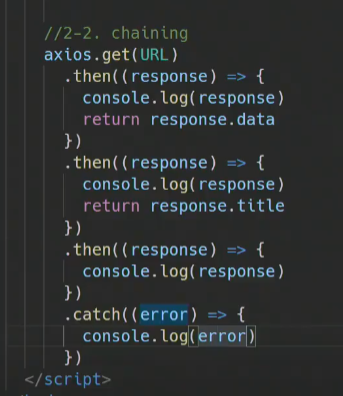 //2-2. chaining
axios.get(URL)
.then((response) => {
console.log(response)
return response.data
})
.then((response) => {
console.log(response)
return response.title
})
.then((response) => {
console.log(response)
})
.catch((error) => {
console.log(error)
})
</script>